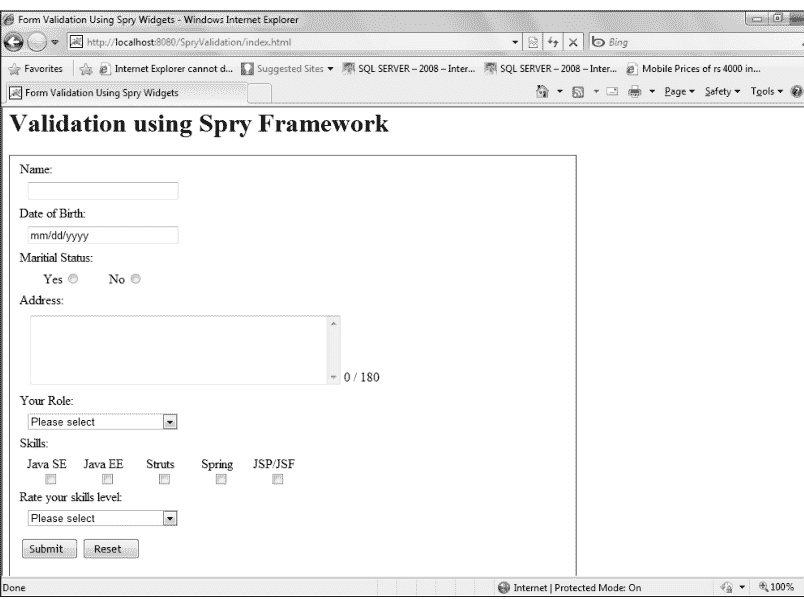 Form Validation Using Spry Widgets - Windows Internet Explorer
http://localhost:8080/SpryValidation/index.html
Bing
Favorites Internet Explorer cannot d... Suggested Sites SQL SERVER – 2008 – Inter... SQL SERVER – 2008 – Inter... Mobile Prices of rs 4000 in...
Form Validation Using Spry Widgets
Page Safety Tools
Validation using Spry Framework
Name:
Date of Birth:
mm/dd/yyyy
Maritial Status:
Yes No
Address:
0 / 180
Your Role:
Please select
Skills:
Java SE Java EE Struts Spring JSP/JSF
Rate your skills level:
Please select
Submit Reset
Done Internet | Protected Mode: On 100%